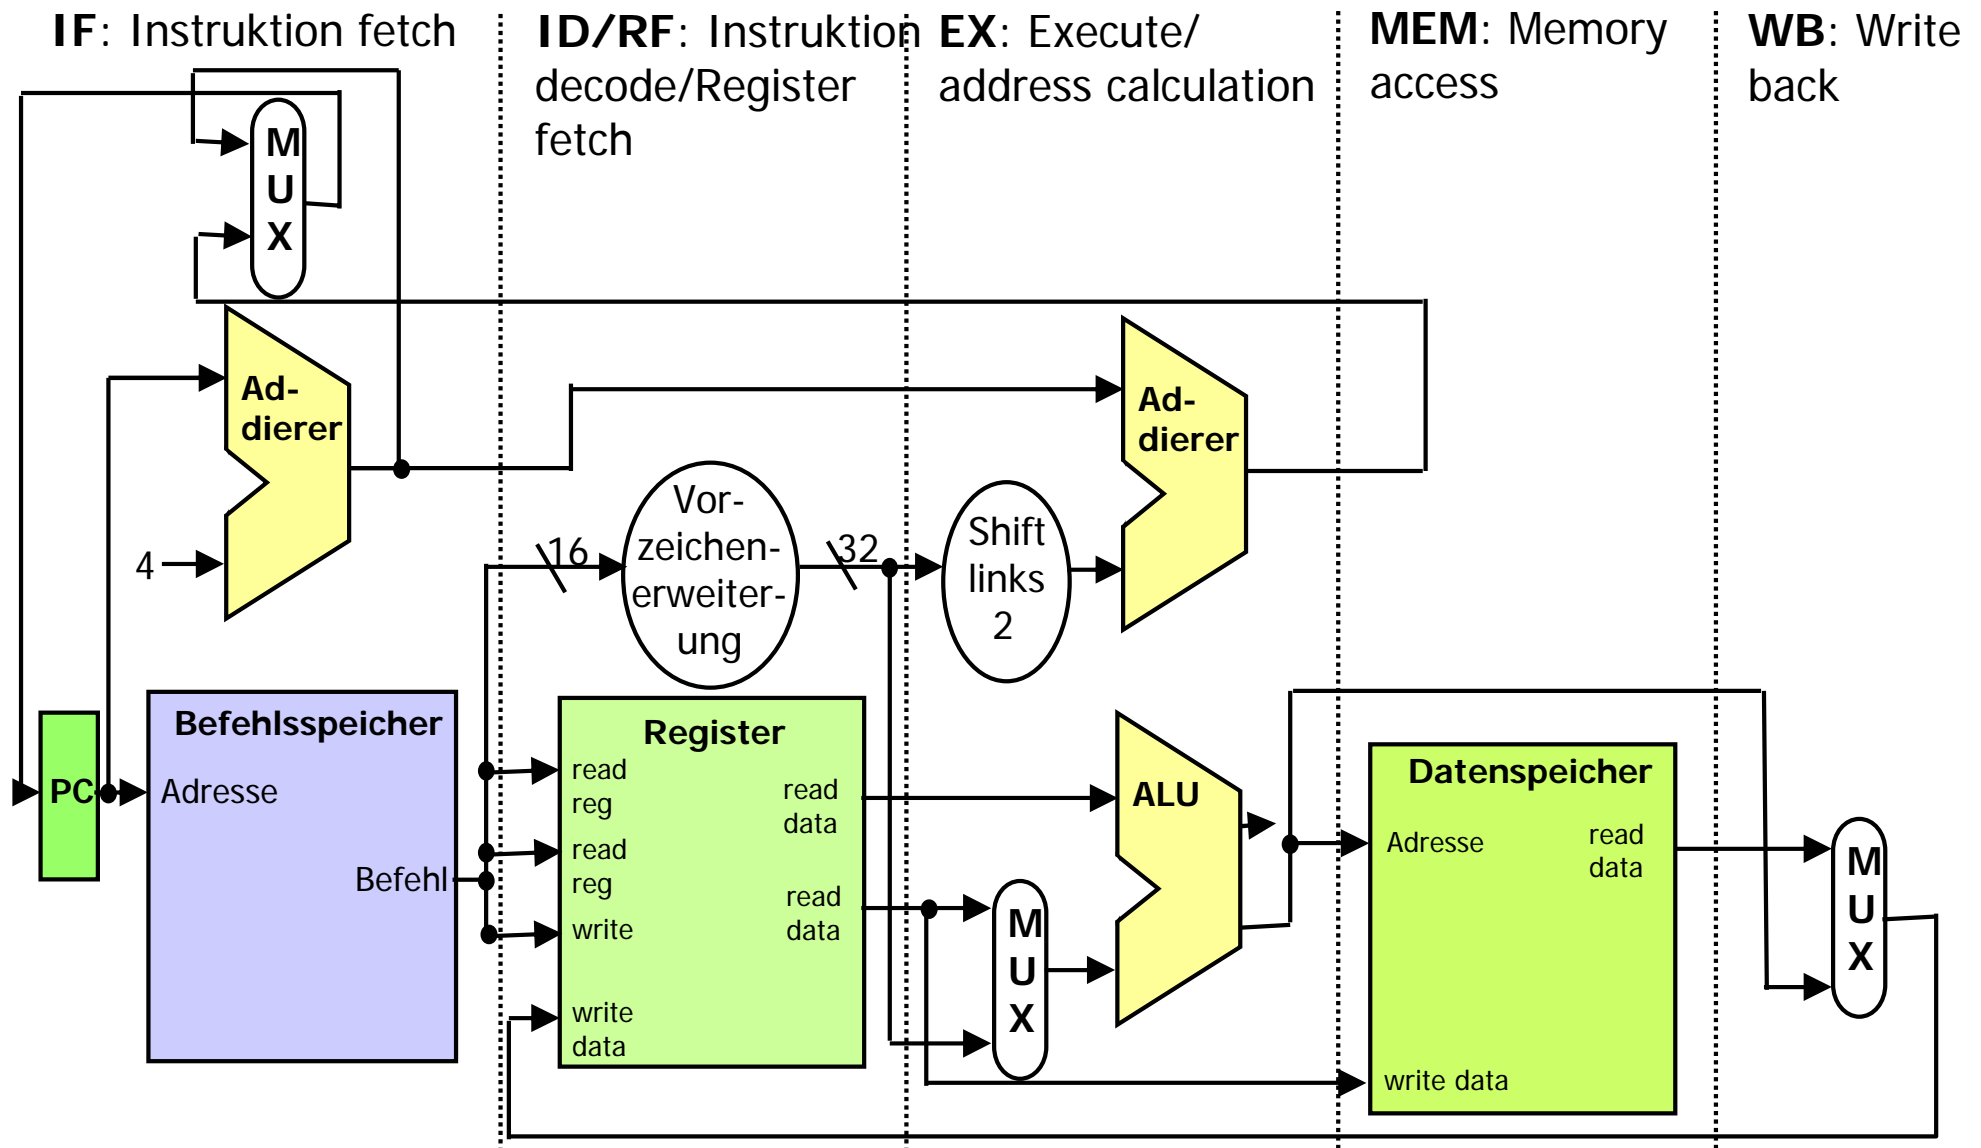 IF: Instruktion fetch
ID/RF: Instruktion
decode/Register
fetch
EX: Execute/
address calculation
MEM: Memory
access
WB: Write
back
M
U
X
Ad-
dierer
4
Ad-
dierer
16
Vor-
zeichen-
erweiter-
ung
32
Shift
links
2
PC
Befehlsspeicher
Adresse
Befehl
Register
read
reg
read
reg
write
write
data
read
data
read
data
M
U
X
ALU
Datenspeicher
Adresse
read
data
write data
M
U
X